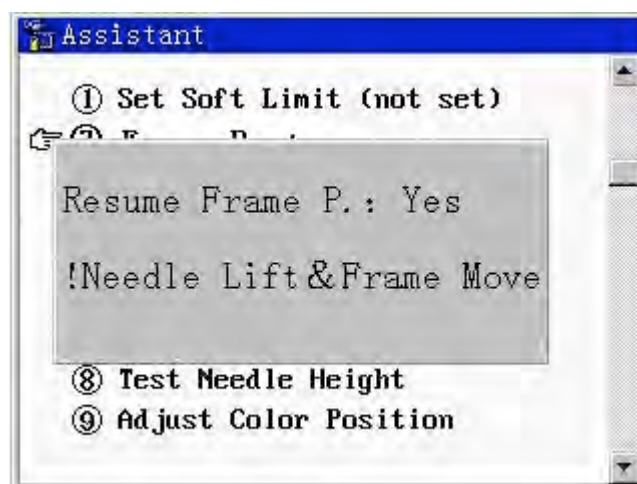 Assistant
① Set Soft Limit (not set)
②
Resume Frame P.: Yes
!Needle Lift&Frame Move
⑧ Test Needle Height
⑨ Adjust Color Position